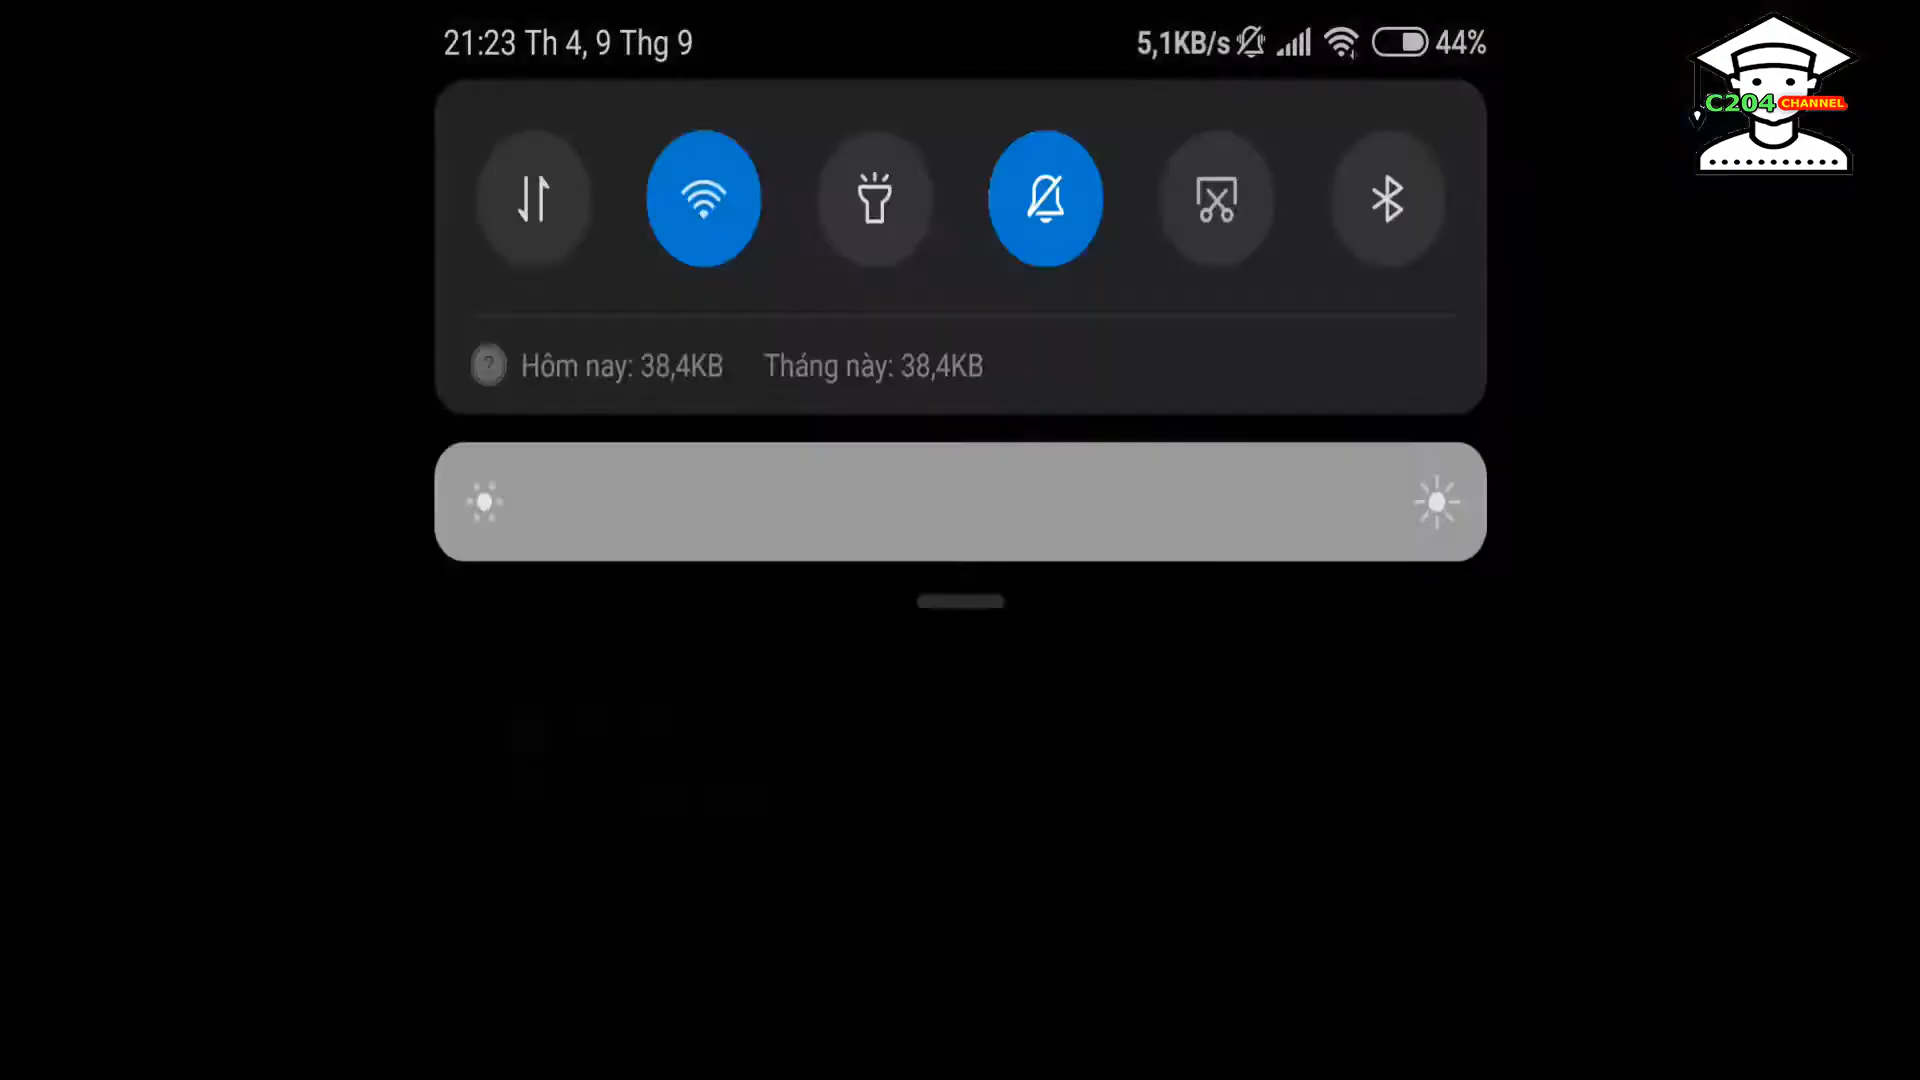 21:23 Th 4, 9 Thg 9
5,1KB/s 44%
C204 CHANNEL
Hôm nay: 38,4KB Tháng này: 38,4KB